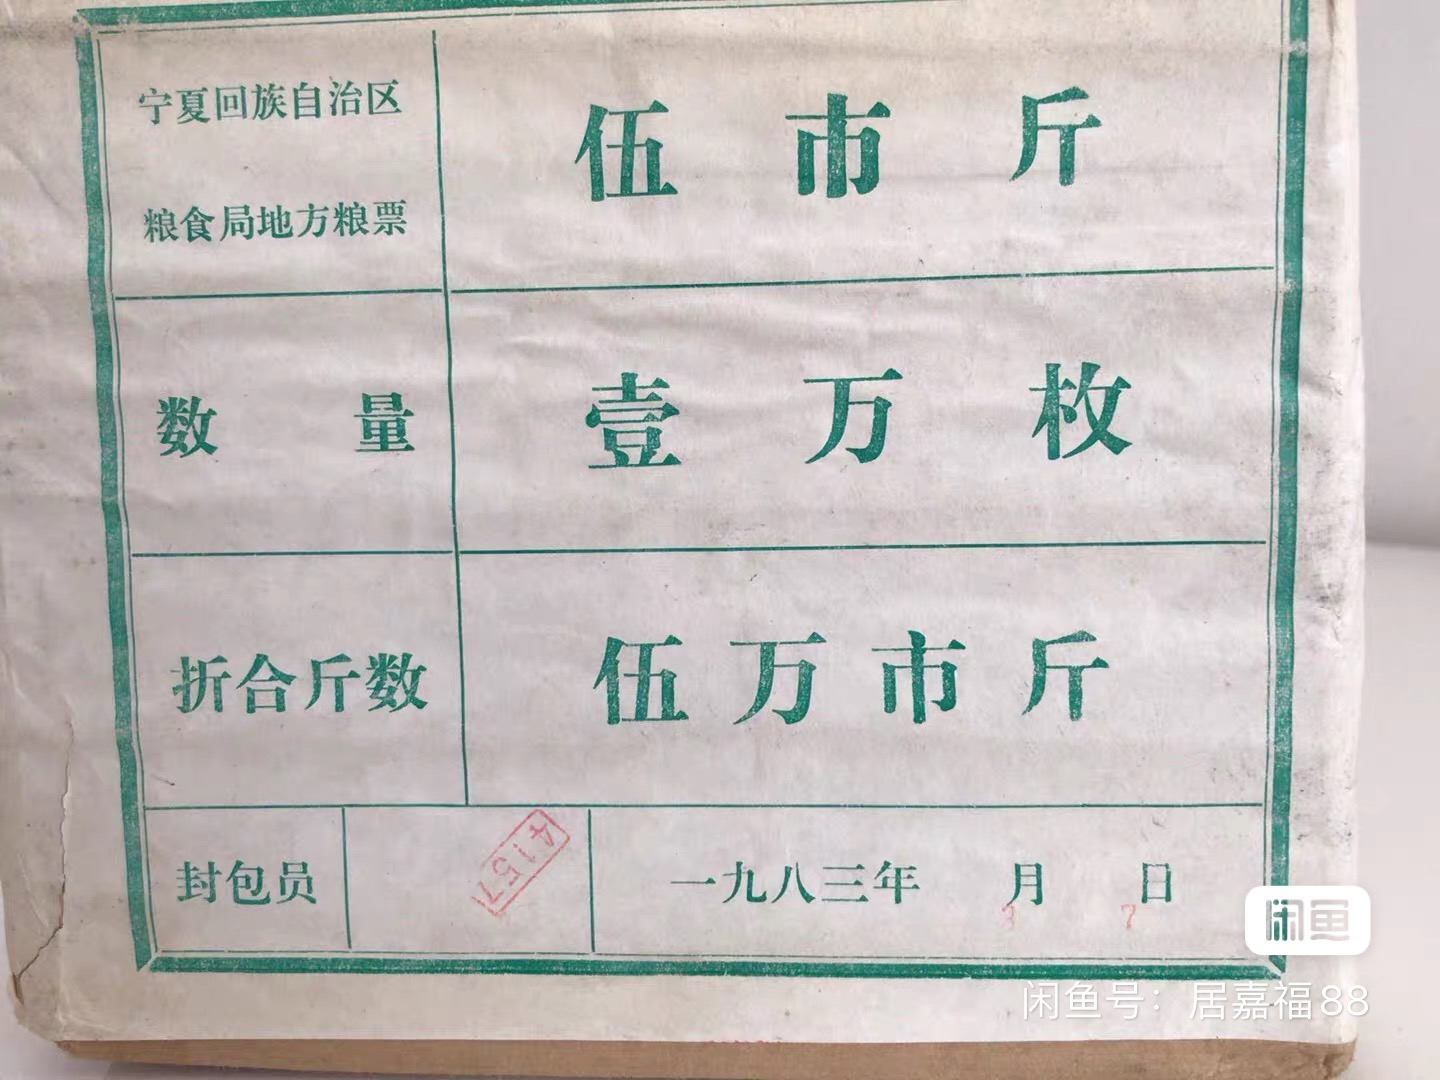 宁夏回族自治区
粮食局地方粮票
伍市斤
数量
壹万枚
折合斤数
伍万市斤
封包员
4157
一九八三年 月 日
3 7
闲鱼
闲鱼号：居嘉福88